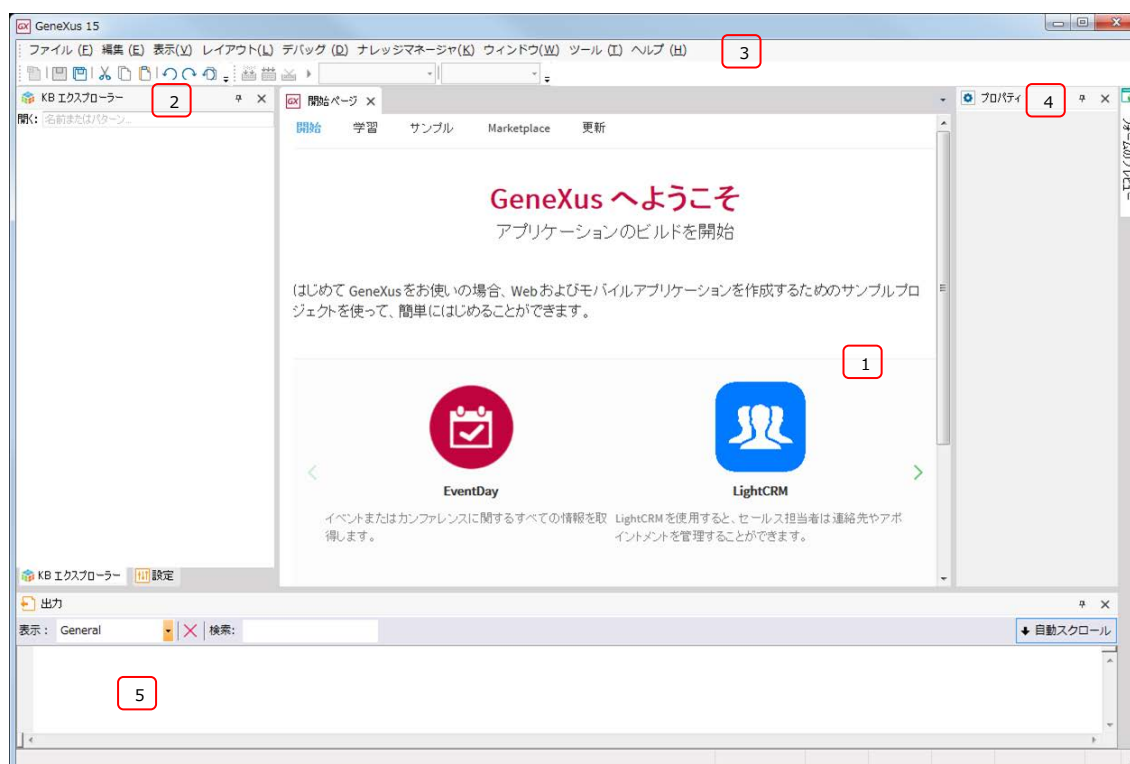 GX GeneXus 15
ファイル (F) 編集 (E) 表示(V) レイアウト(L) デバッグ (D) ナレッジマネージャ(K) ウィンドウ(W) ツール (T) ヘルプ (H)
3
KB エクスプローラー
2
GX 開始ページ
プロパティ
4
開く: 名前またはパターン...
フォームのプレビュー
開始 学習 サンプル Marketplace 更新
GeneXus へようこそ
アプリケーションのビルドを開始
はじめて GeneXus をお使いの場合、Web およびモバイルアプリケーションを作成するためのサンプルプロ
ジェクトを使って、簡単にはじめることができます。
1
EventDay
イベントまたはカンファレンスに関するすべての情報を取
得します。
LightCRM
LightCRM を使用すると、セールス担当者は連絡先やアポ
イントメントを管理することができます。
KB エクスプローラー 設定
出力
表示 : General 検索: 自動スクロール
5